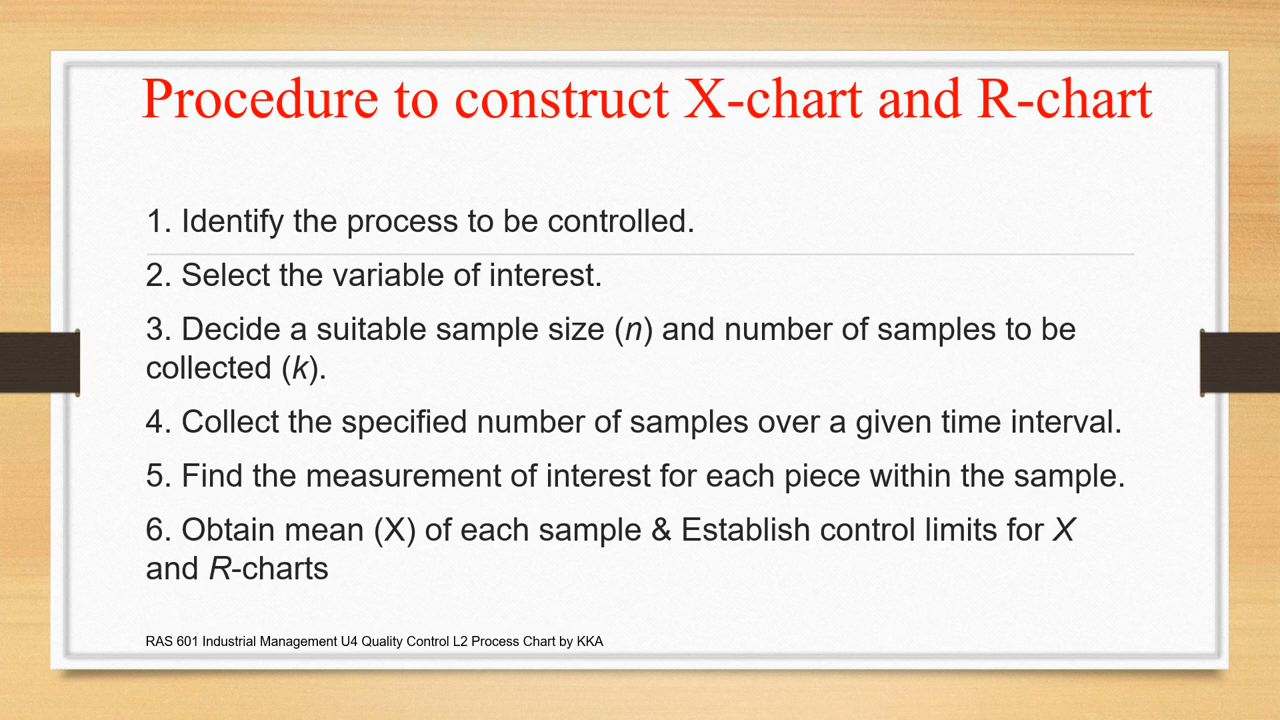 Procedure to construct X-chart and R-chart
1. Identify the process to be controlled.
2. Select the variable of interest.
3. Decide a suitable sample size (n) and number of samples to be
collected (k).
4. Collect the specified number of samples over a given time interval.
5. Find the measurement of interest for each piece within the sample.
6. Obtain mean (X) of each sample & Establish control limits for X
and R-charts
RAS 601 Industrial Management U4 Quality Control L2 Process Chart by KKA